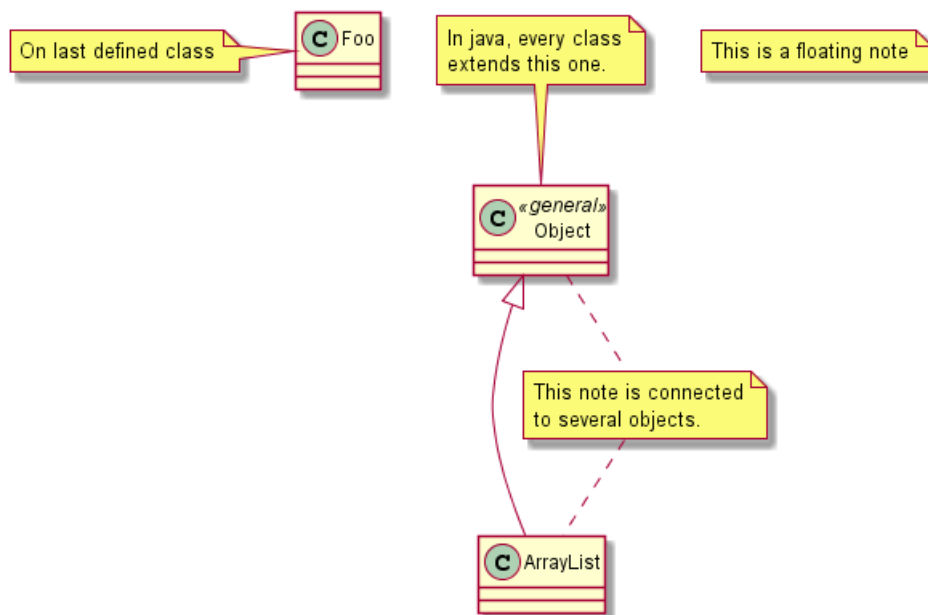 On last defined class
C Foo
In java, every class
extends this one.
This is a floating note
«general»
C Object
This note is connected
to several objects.
C ArrayList